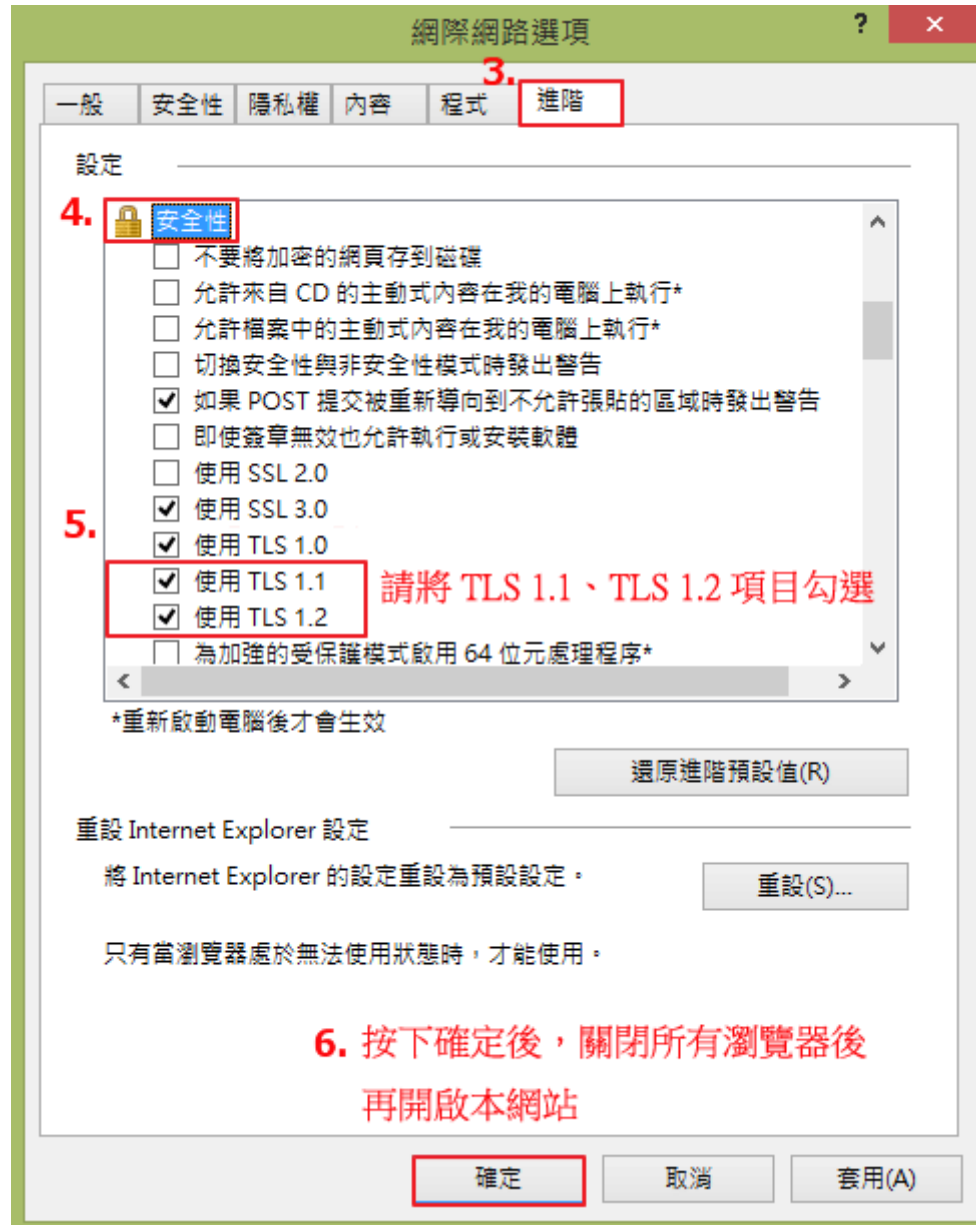 網際網路選項
? ×
3.
一般 安全性 隱私權 內容 程式 進階
設定
4. 安全性
不要將加密的網頁存到磁碟
允許來自 CD 的主動式內容在我的電腦上執行*
允許檔案中的主動式內容在我的電腦上執行*
切換安全性與非安全性模式時發出警告
如果 POST 提交被重新導向到不允許張貼的區域時發出警告
即使簽章無效也允許執行或安裝軟體
使用 SSL 2.0
使用 SSL 3.0
5.
使用 TLS 1.0
使用 TLS 1.1 請將 TLS 1.1、TLS 1.2 項目勾選
使用 TLS 1.2
為加強的受保護模式啟用 64 位元處理程序*
*重新啟動電腦後才會生效
還原進階預設值(R)
重設 Internet Explorer 設定
將 Internet Explorer 的設定重設為預設設定。 重設(S)...
只有當瀏覽器處於無法使用狀態時，才能使用。
6. 按下確定後，關閉所有瀏覽器後
再開啟本網站
確定 取消 套用(A)